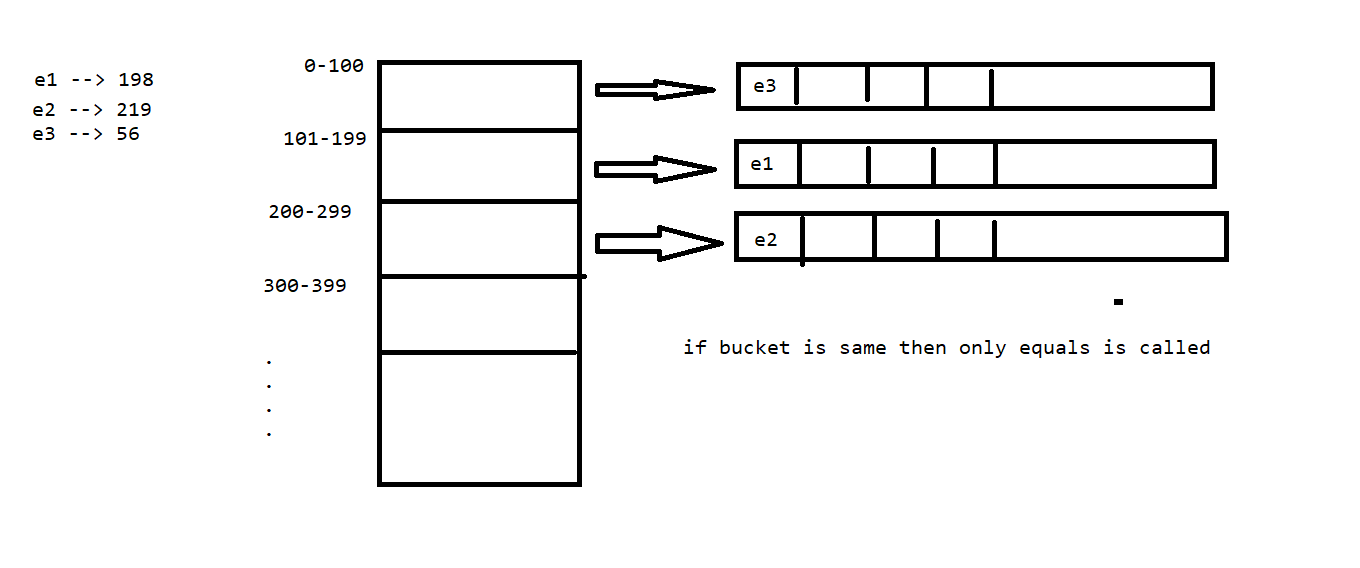 e1 --> 198
e2 --> 219
e3 --> 56
0-100
101-199
200-299
300-399
.
.
.
.
e3
e1
e2
if bucket is same then only equals is called